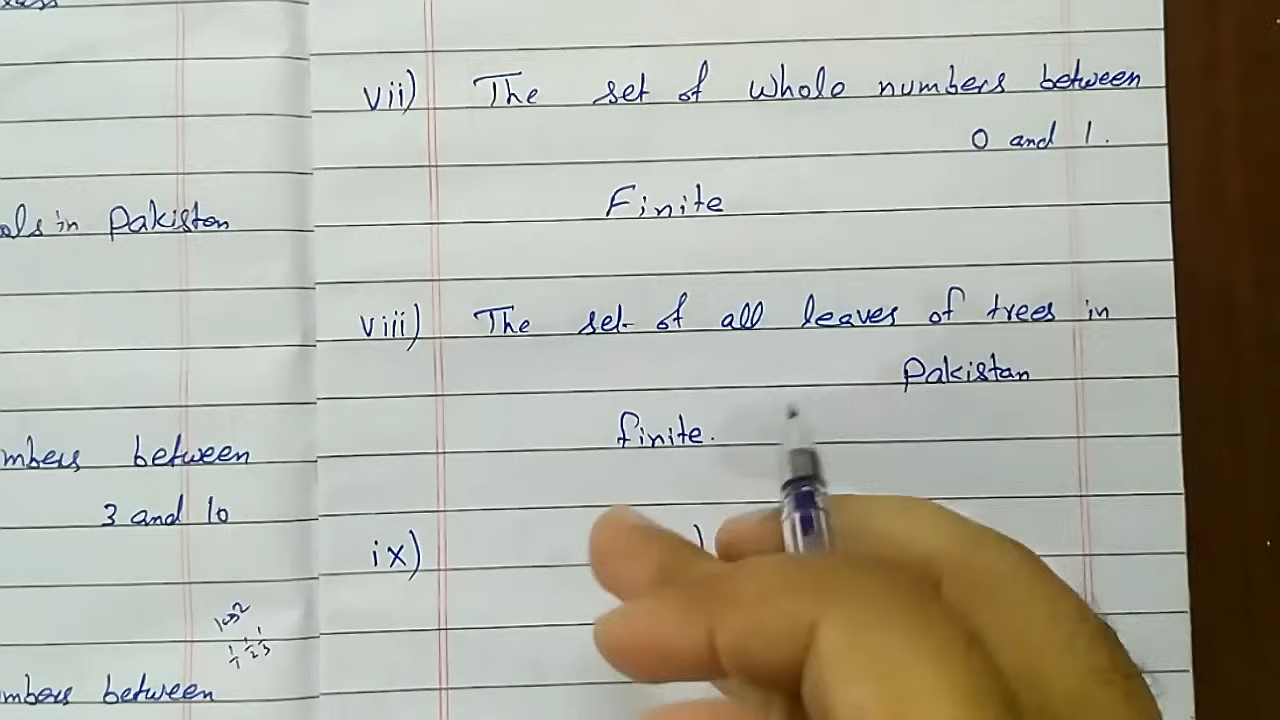 als in Pakistan
mbers between
3 and 10
mbers between
vii) The set of whole numbers between
0 and 1.
Finite
viii) The set of all leaves of trees in
Pakistan
finite.
ix)